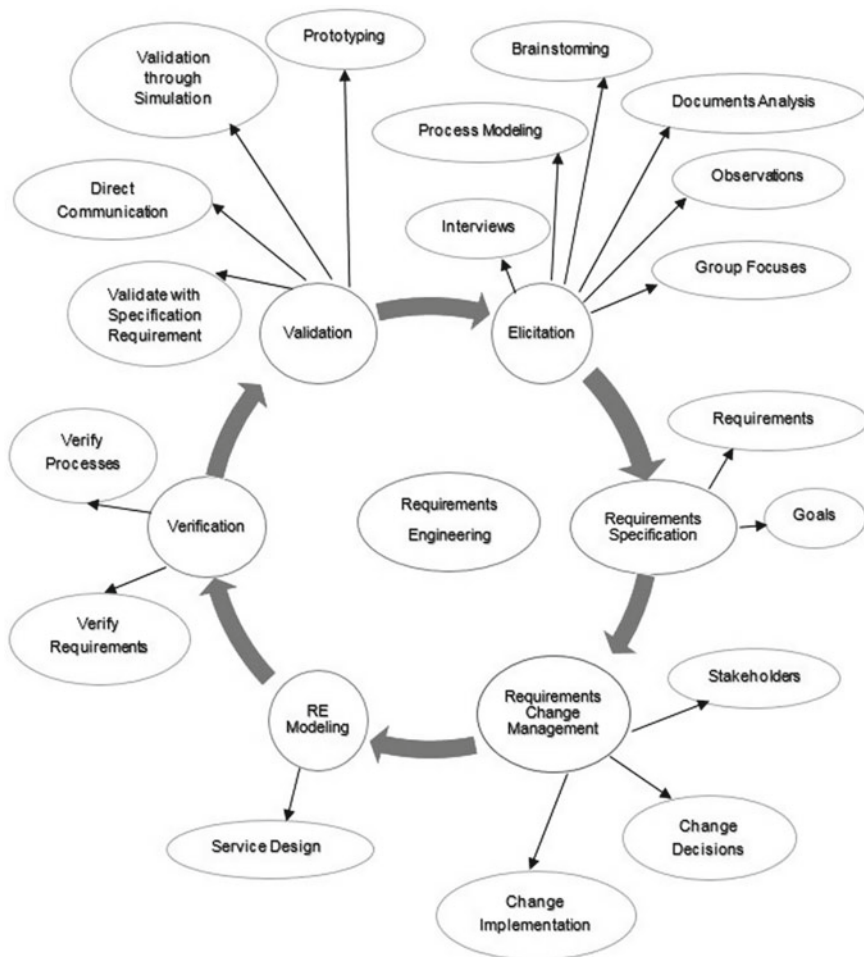 Prototyping
Validation
through
Simulation
Brainstorming
Documents Analysis
Process Modeling
Observations
Direct
Communication
Interviews
Group Focuses
Validate with
Specification
Requirement
Validation
Elicitation
Requirements
Verify
Processes
Requirements
Engineering
Verification
Requirements
Specification
Goals
Verify
Requirements
Stakeholders
RE
Modeling
Requirements
Change
Management
Service Design
Change
Decisions
Change
Implementation